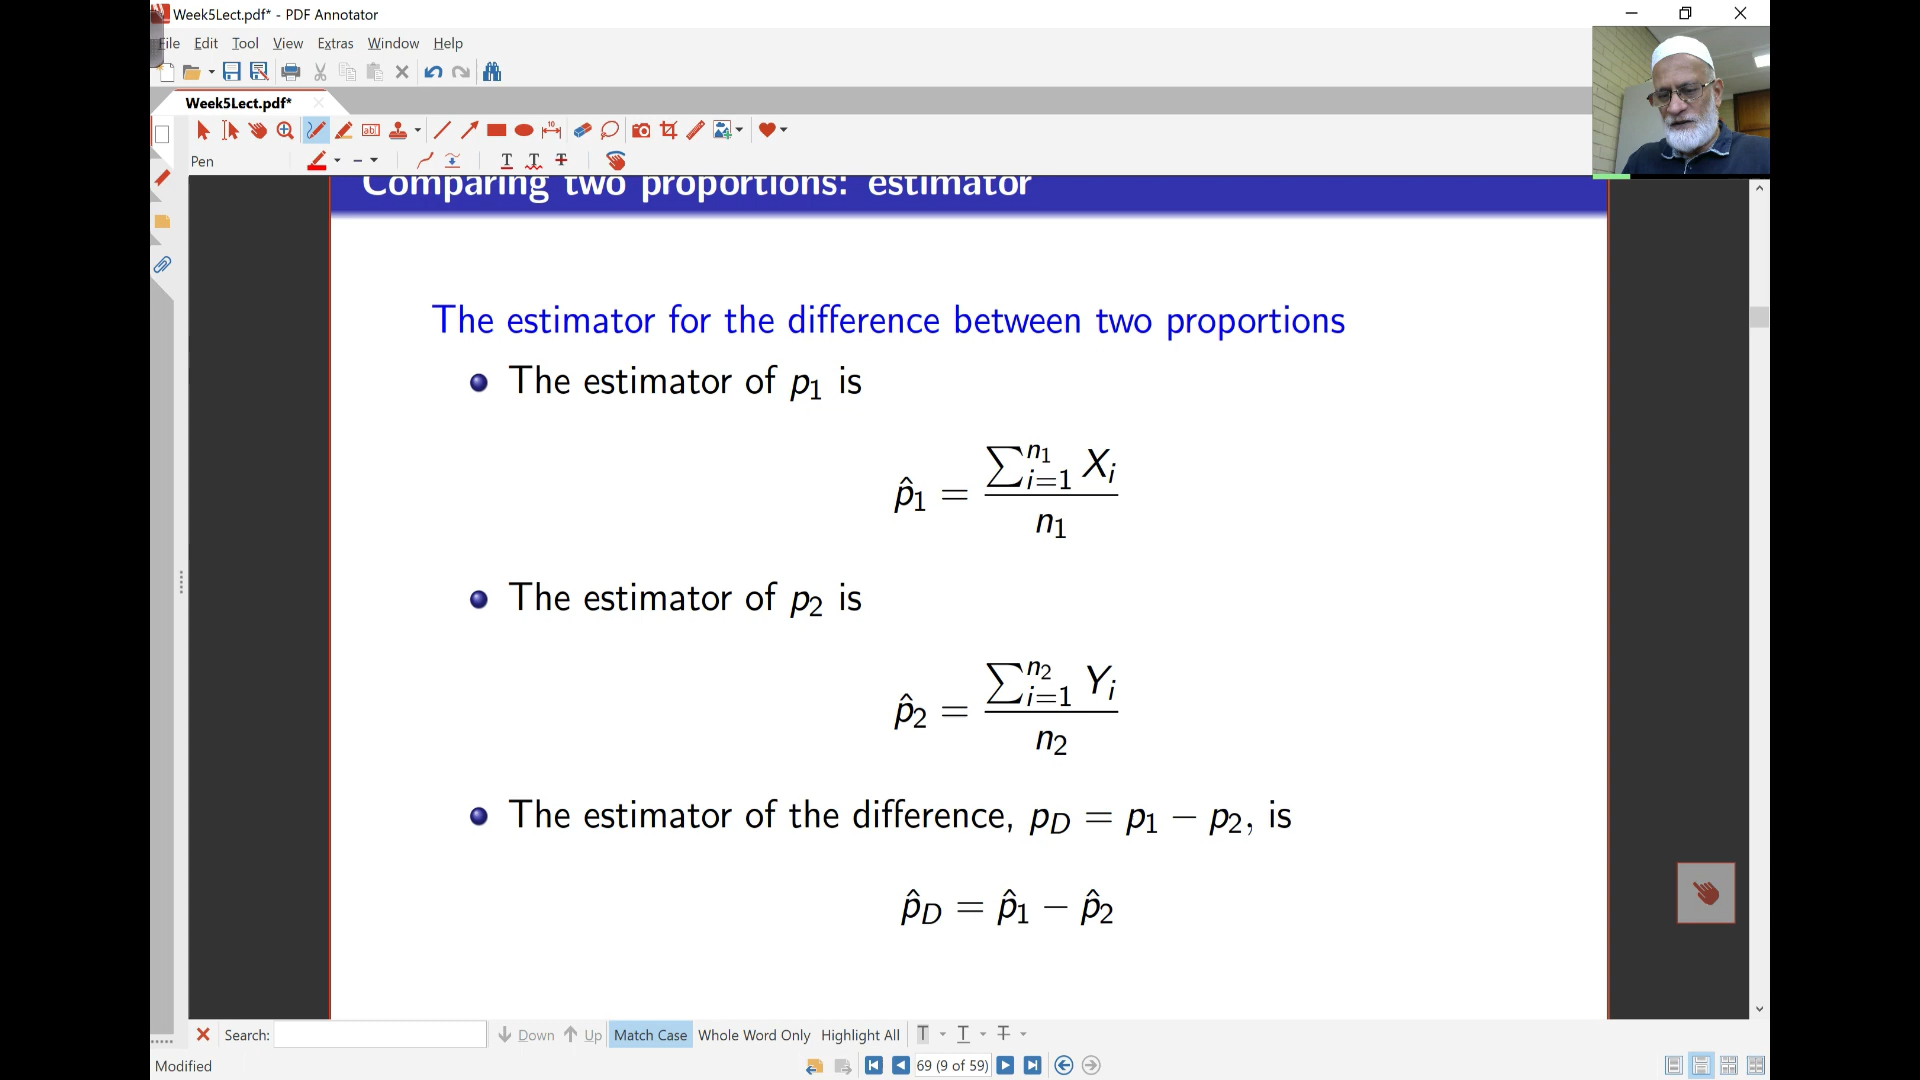 Week5Lect.pdf* - PDF Annotator
File Edit Tool View Extras Window Help
Week5Lect.pdf*
Pen
Comparing two proportions: estimator
The estimator for the difference between two proportions
The estimator of p₁ is
p̂₁ = ∑ᵢ₌₁ⁿ¹ Xᵢ / n₁
The estimator of p₂ is
p̂₂ = ∑ᵢ₌₁ⁿ² Yᵢ / n₂
The estimator of the difference, p_D = p₁ − p₂, is
p̂_D = p̂₁ − p̂₂
Search: Down Up Match Case Whole Word Only Highlight All
69 (9 of 59)
Modified